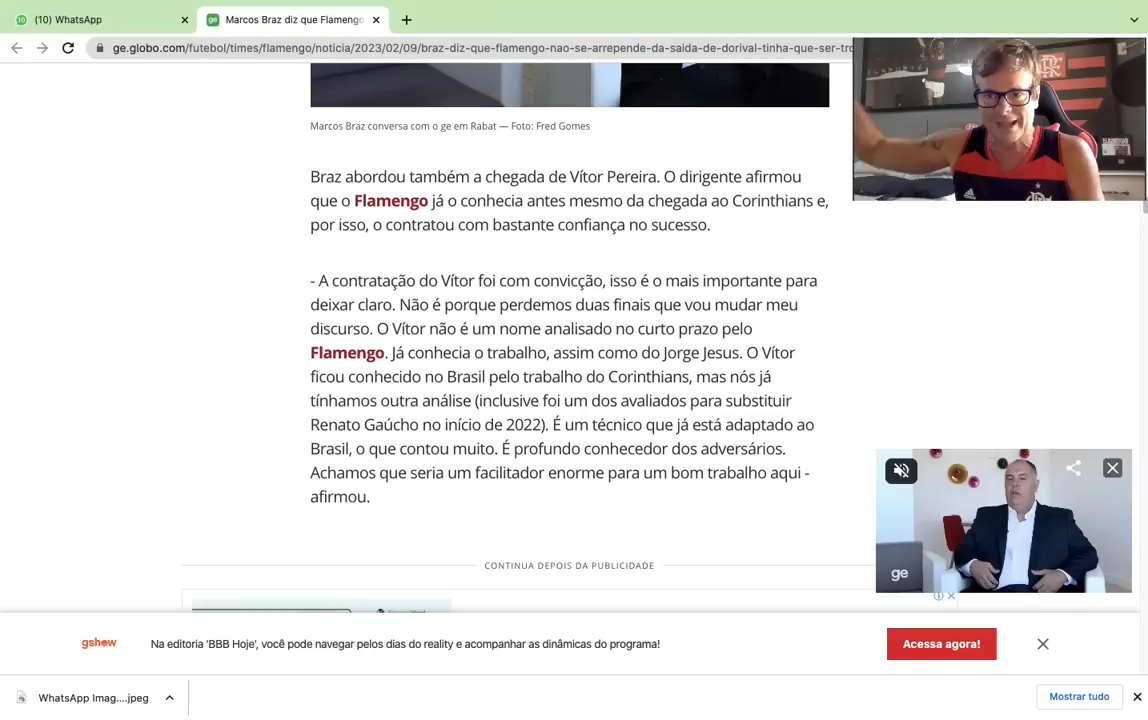 (10) WhatsApp
Marcos Braz diz que Flamengo
ge.globo.com/futebol/times/flamengo/noticia/2023/02/09/braz-diz-que-flamengo-nao-se-arrepende-da-saida-de-dorival-tinha-que-ser-tro
Marcos Braz conversa com o ge em Rabat — Foto: Fred Gomes
Braz abordou também a chegada de Vítor Pereira. O dirigente afirmou
que o Flamengo já o conhecia antes mesmo da chegada ao Corinthians e,
por isso, o contratou com bastante confiança no sucesso.
- A contratação do Vítor foi com convicção, isso é o mais importante para
deixar claro. Não é porque perdemos duas finais que vou mudar meu
discurso. O Vítor não é um nome analisado no curto prazo pelo
Flamengo. Já conhecia o trabalho, assim como do Jorge Jesus. O Vítor
ficou conhecido no Brasil pelo trabalho do Corinthians, mas nós já
tínhamos outra análise (inclusive foi um dos avaliados para substituir
Renato Gaúcho no início de 2022). É um técnico que já está adaptado ao
Brasil, o que contou muito. É profundo conhecedor dos adversários.
Achamos que seria um facilitador enorme para um bom trabalho aqui -
afirmou.
ge
CONTINUA DEPOIS DA PUBLICIDADE
gshow
Na editoria 'BBB Hoje', você pode navegar pelos dias do reality e acompanhar as dinâmicas do programa!
Acessa agora!
WhatsApp Imag....jpeg
Mostrar tudo